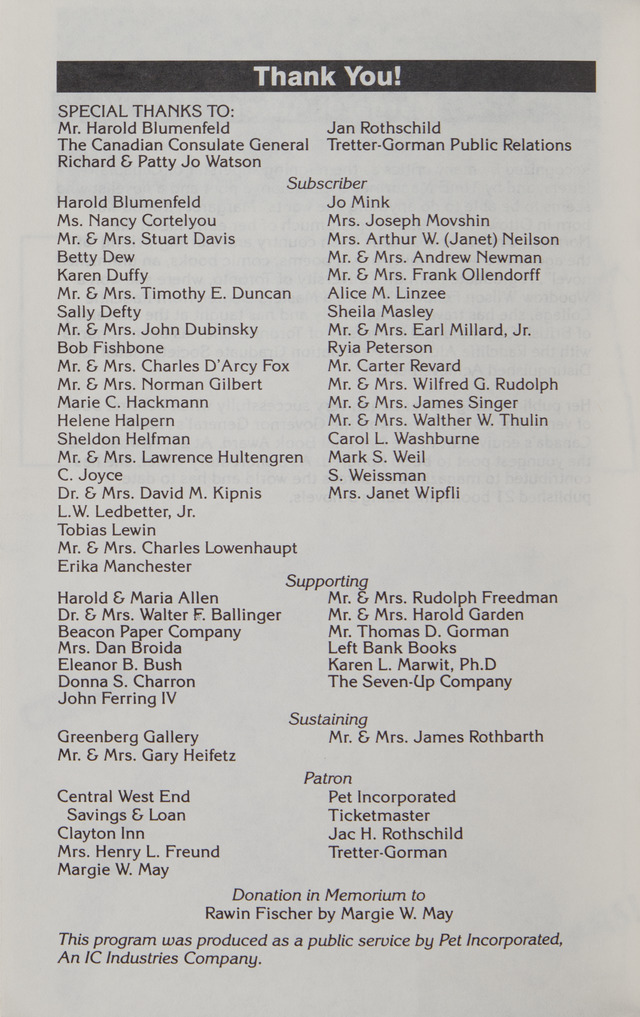 Thank You!
SPECIAL THANKS TO:
Mr. Harold Blumenfeld
The Canadian Consulate General
Richard & Patty Jo Watson
Jan Rothschild
Tretter-Gorman Public Relations
Subscriber
Harold Blumenfeld
Ms. Nancy Cortelyou
Mr. & Mrs. Stuart Davis
Betty Dew
Karen Duffy
Mr. & Mrs. Timothy E. Duncan
Sally Defty
Mr. & Mrs. John Dubinsky
Bob Fishbone
Mr. & Mrs. Charles D'Arcy Fox
Mr. & Mrs. Norman Gilbert
Marie C. Hackmann
Helene Halpern
Sheldon Helfman
Mr. & Mrs. Lawrence Hultengren
C. Joyce
Dr. & Mrs. David M. Kipnis
L.W. Ledbetter, Jr.
Tobias Lewin
Mr. & Mrs. Charles Lowenhaupt
Erika Manchester
Jo Mink
Mrs. Joseph Movshin
Mrs. Arthur W. (Janet) Neilson
Mr. & Mrs. Andrew Newman
Mr. & Mrs. Frank Ollendorff
Alice M. Linzee
Sheila Masley
Mr. & Mrs. Earl Millard, Jr.
Ryia Peterson
Mr. Carter Revard
Mr. & Mrs. Wilfred G. Rudolph
Mr. & Mrs. James Singer
Mr. & Mrs. Walther W. Thulin
Carol L. Washburne
Mark S. Weil
S. Weissman
Mrs. Janet Wipfli
Supporting
Harold & Maria Allen
Dr. & Mrs. Walter F. Ballinger
Beacon Paper Company
Mrs. Dan Broida
Eleanor B. Bush
Donna S. Charron
John Ferring IV
Mr. & Mrs. Rudolph Freedman
Mr. & Mrs. Harold Garden
Mr. Thomas D. Gorman
Left Bank Books
Karen L. Marwit, Ph.D
The Seven-Up Company
Sustaining
Greenberg Gallery
Mr. & Mrs. Gary Heifetz
Mr. & Mrs. James Rothbarth
Patron
Central West End
Savings & Loan
Clayton Inn
Mrs. Henry L. Freund
Margie W. May
Pet Incorporated
Ticketmaster
Jac H. Rothschild
Tretter-Gorman
Donation in Memorium to
Rawin Fischer by Margie W. May
This program was produced as a public service by Pet Incorporated,
An IC Industries Company.